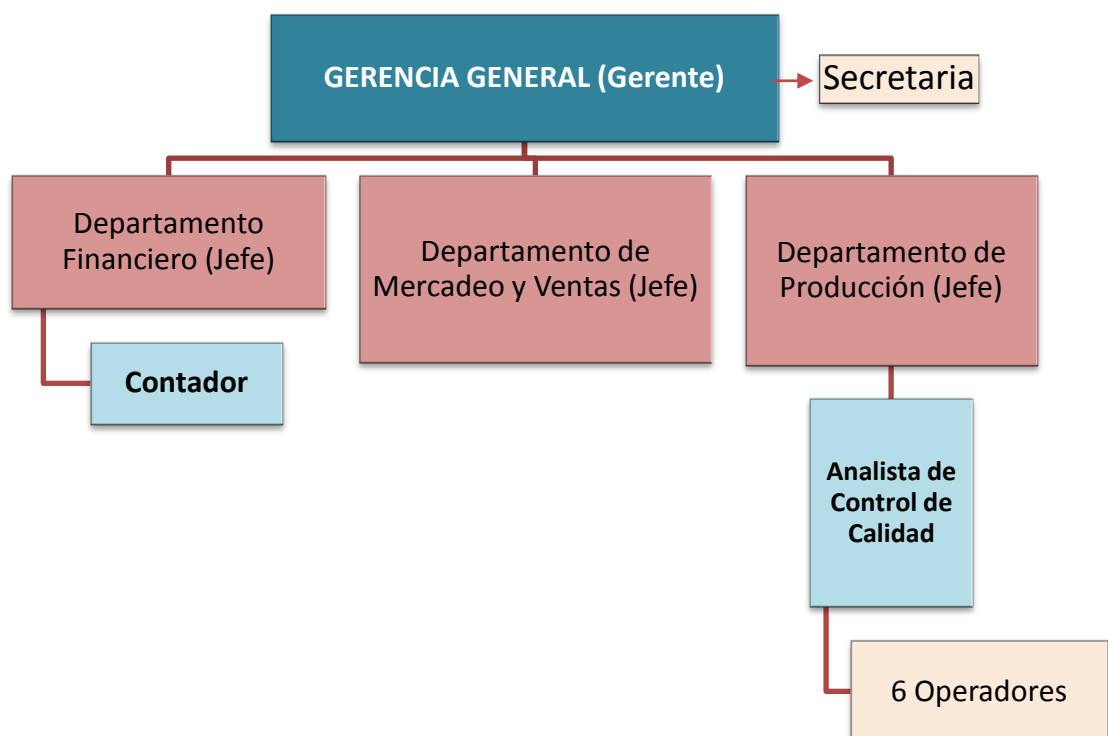 GERENCIA GENERAL (Gerente)
Secretaria
Departamento
Financiero (Jefe)
Departamento de
Mercadeo y Ventas (Jefe)
Departamento de
Producción (Jefe)
Contador
Analista de
Control de
Calidad
6 Operadores